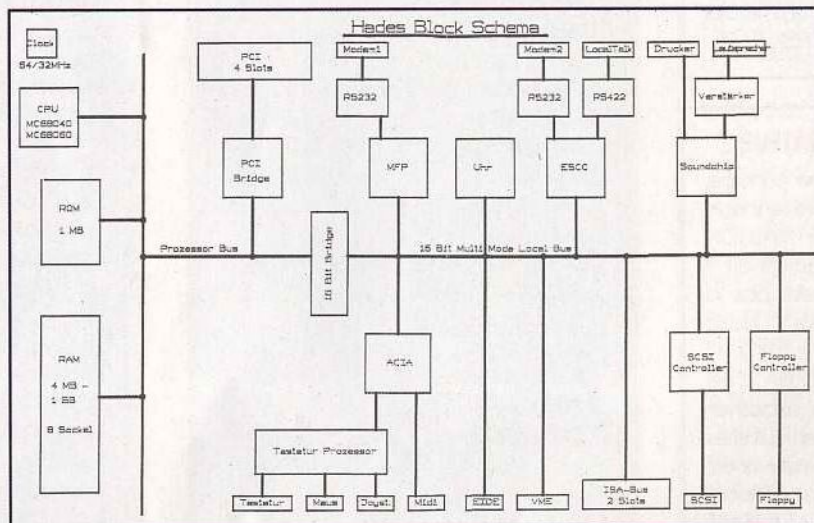 Hades Block Schema
Clock
64/32MHz
CPU
MC68040
MC68060
ROM
1 MB
RAM
4 MB -
1 GB
8 Sockel
PCI
4 Slots
PCI
Bridge
Prozessor Bus
16 Bit Bridge
16 Bit Multi Mode Local Bus
Modem1
RS232
MFP
Uhr
Modem2
LocalTalk
RS232
RS422
ESCC
Drucker
Lautsprecher
Verstärker
Soundchip
ACIA
Tastatur Prozessor
Tastatur
Maus
Joyst.
Midi
EIDE
VME
ISA-Bus
2 Slots
SCSI
Controller
SCSI
Floppy
Controller
Floppy